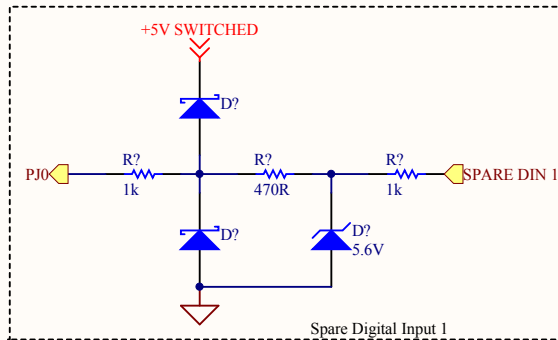 +5V SWITCHED
D?
R?
R?
R?
PJ0
1k
470R
1k
SPARE DIN 1
D?
D?
5.6V
Spare Digital Input 1